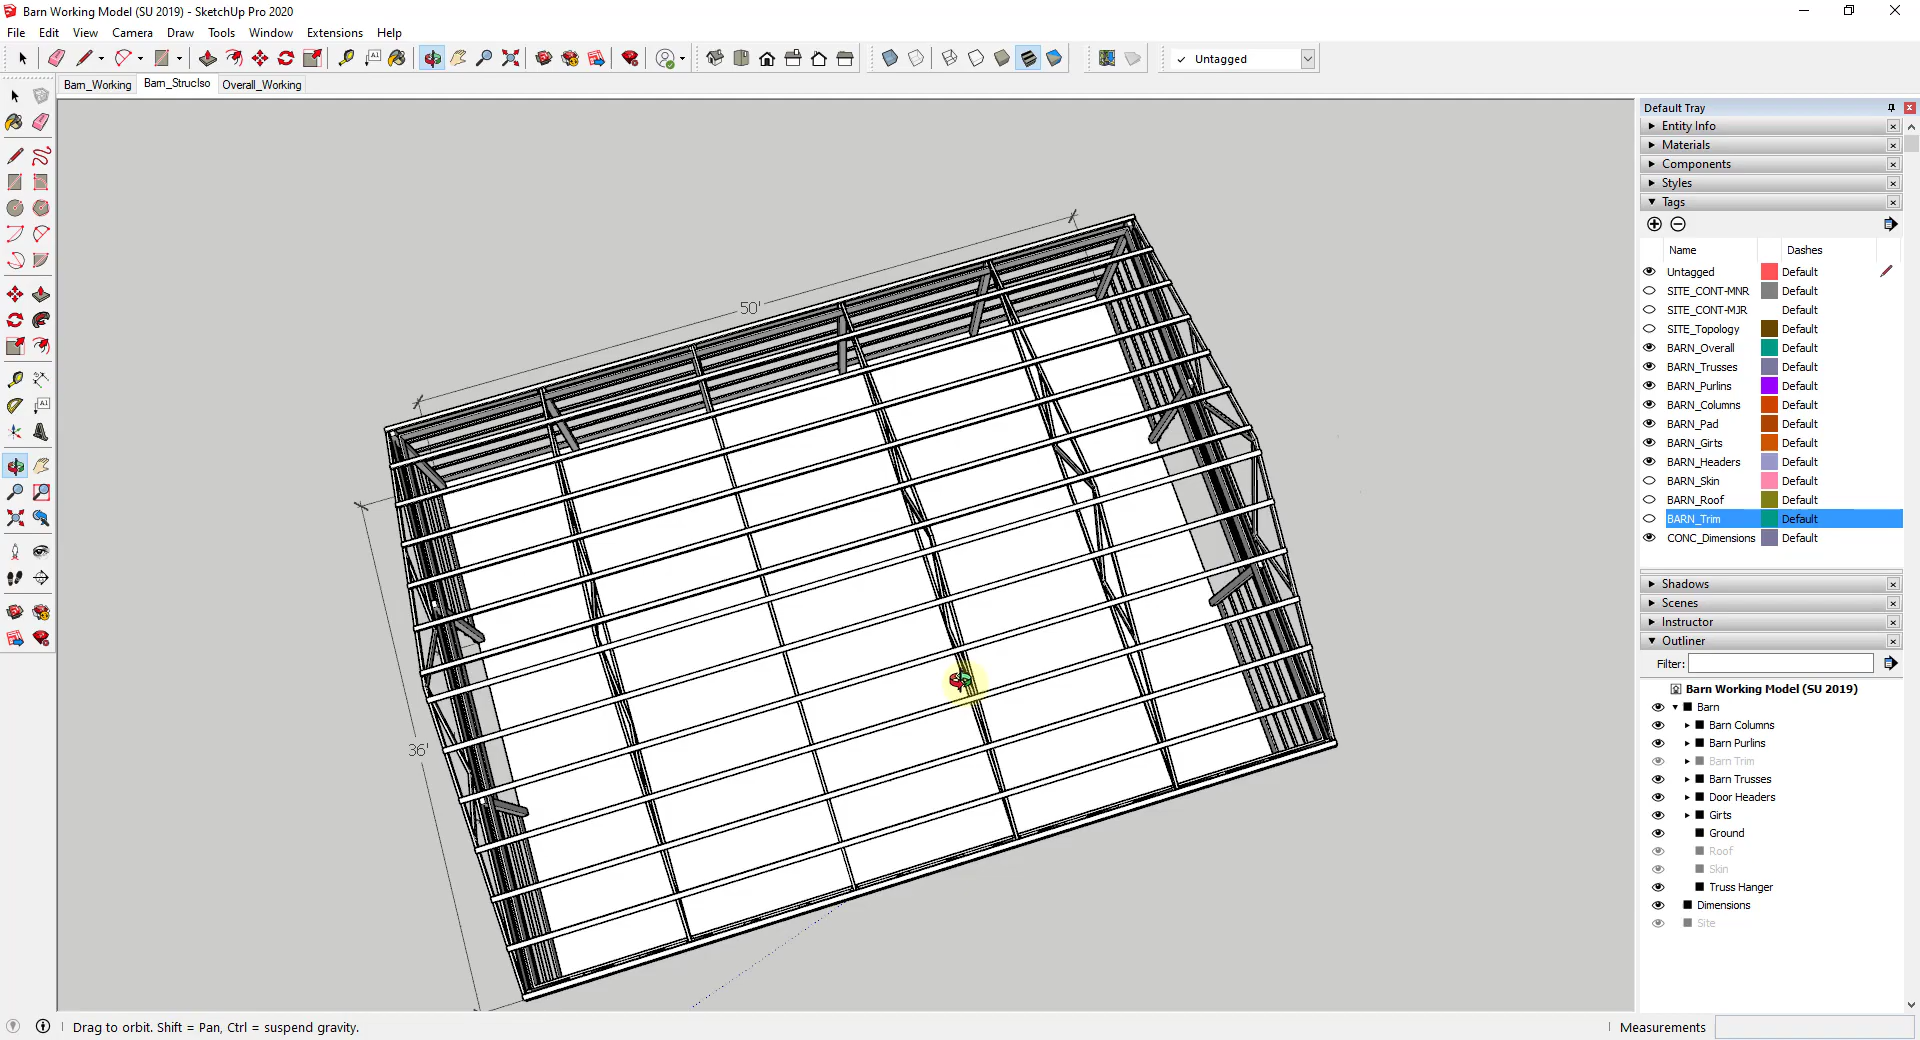 Barn Working Model (SU 2019) - SketchUp Pro 2020
File Edit View Camera Draw Tools Window Extensions Help
Untagged
Barn_Working Barn_StrucIso Overall_Working
Default Tray
Entity Info
Materials
Components
Styles
Tags
Name Dashes
Untagged Default
SITE_CONT-MNR Default
SITE_CONT-MJR Default
SITE_Topology Default
BARN_Overall Default
BARN_Trusses Default
BARN_Purlins Default
BARN_Columns Default
BARN_Pad Default
BARN_Girts Default
BARN_Headers Default
BARN_Skin Default
BARN_Roof Default
BARN_Trim Default
CONC_Dimensions Default
Shadows
Scenes
Instructor
Outliner
Filter:
Barn Working Model (SU 2019)
Barn
Barn Columns
Barn Purlins
Barn Trim
Barn Trusses
Door Headers
Girts
Ground
Roof
Skin
Truss Hanger
Dimensions
Site
50'
36'
Drag to orbit. Shift = Pan, Ctrl = suspend gravity.
Measurements